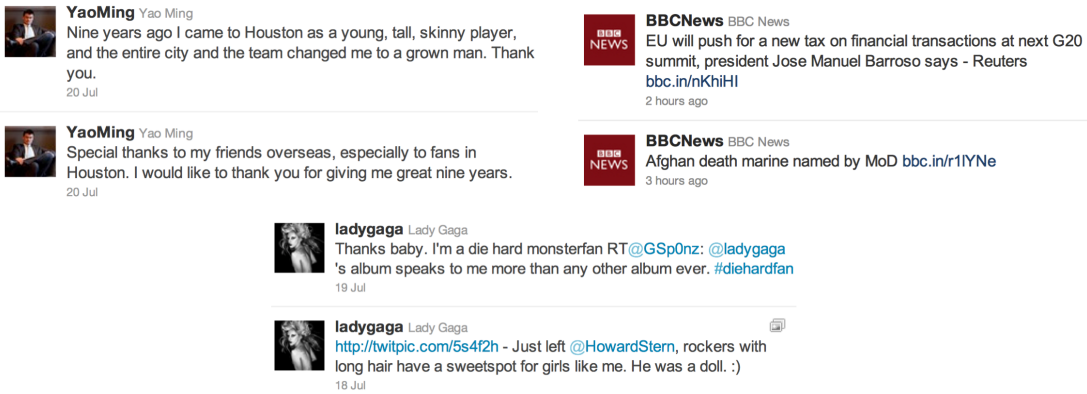 YaoMing Yao Ming
Nine years ago I came to Houston as a young, tall, skinny player,
and the entire city and the team changed me to a grown man. Thank
you.
20 Jul
YaoMing Yao Ming
Special thanks to my friends overseas, especially to fans in
Houston. I would like to thank you for giving me great nine years.
20 Jul
BBC
NEWS
BBCNews BBC News
EU will push for a new tax on financial transactions at next G20
summit, president Jose Manuel Barroso says - Reuters
bbc.in/nKhiHI
2 hours ago
BBC
NEWS
BBCNews BBC News
Afghan death marine named by MoD bbc.in/r1lYNe
3 hours ago
ladygaga Lady Gaga
Thanks baby. I'm a die hard monsterfan RT@GSp0nz: @ladygaga
's album speaks to me more than any other album ever. #diehardfan
19 Jul
ladygaga Lady Gaga
http://twitpic.com/5s4f2h - Just left @HowardStern, rockers with
long hair have a sweetspot for girls like me. He was a doll. :)
18 Jul